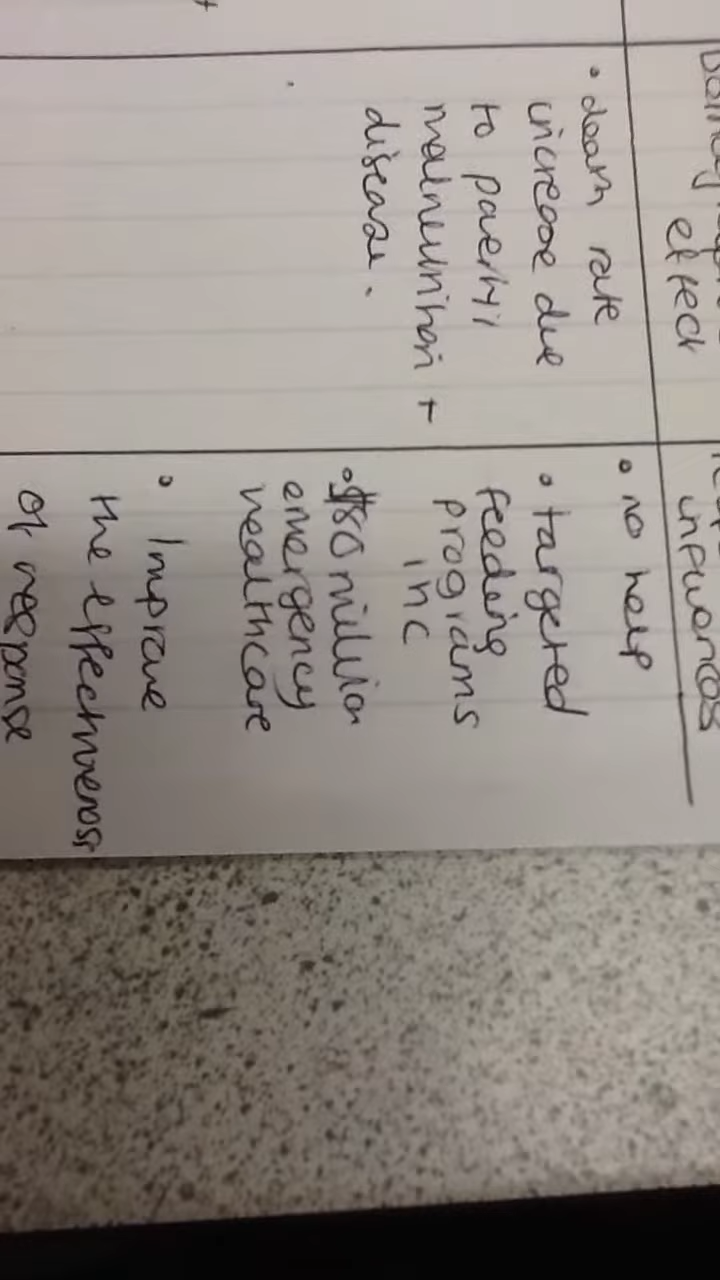 effect
• death rate
increase due
to poverty,
malneutrition +
disease.
influences
• no help
• targeted
feeding
programs
inc
• $80 million
emergency
healthcare
• Improve
the effectiveness
of response